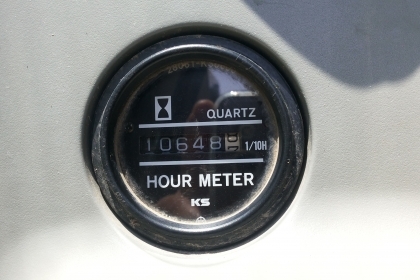 QUARTZ
10648 1/10H
HOUR METER
KS